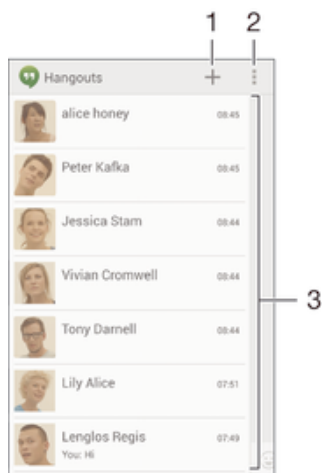 1 2
Hangouts
alice honey 08:45
Peter Kafka 08:45
Jessica Stam 08:44
Vivian Cromwell 08:44
3
Tony Darnell 08:44
Lily Alice 07:51
Lenglos Regis 07:49
You: Hi